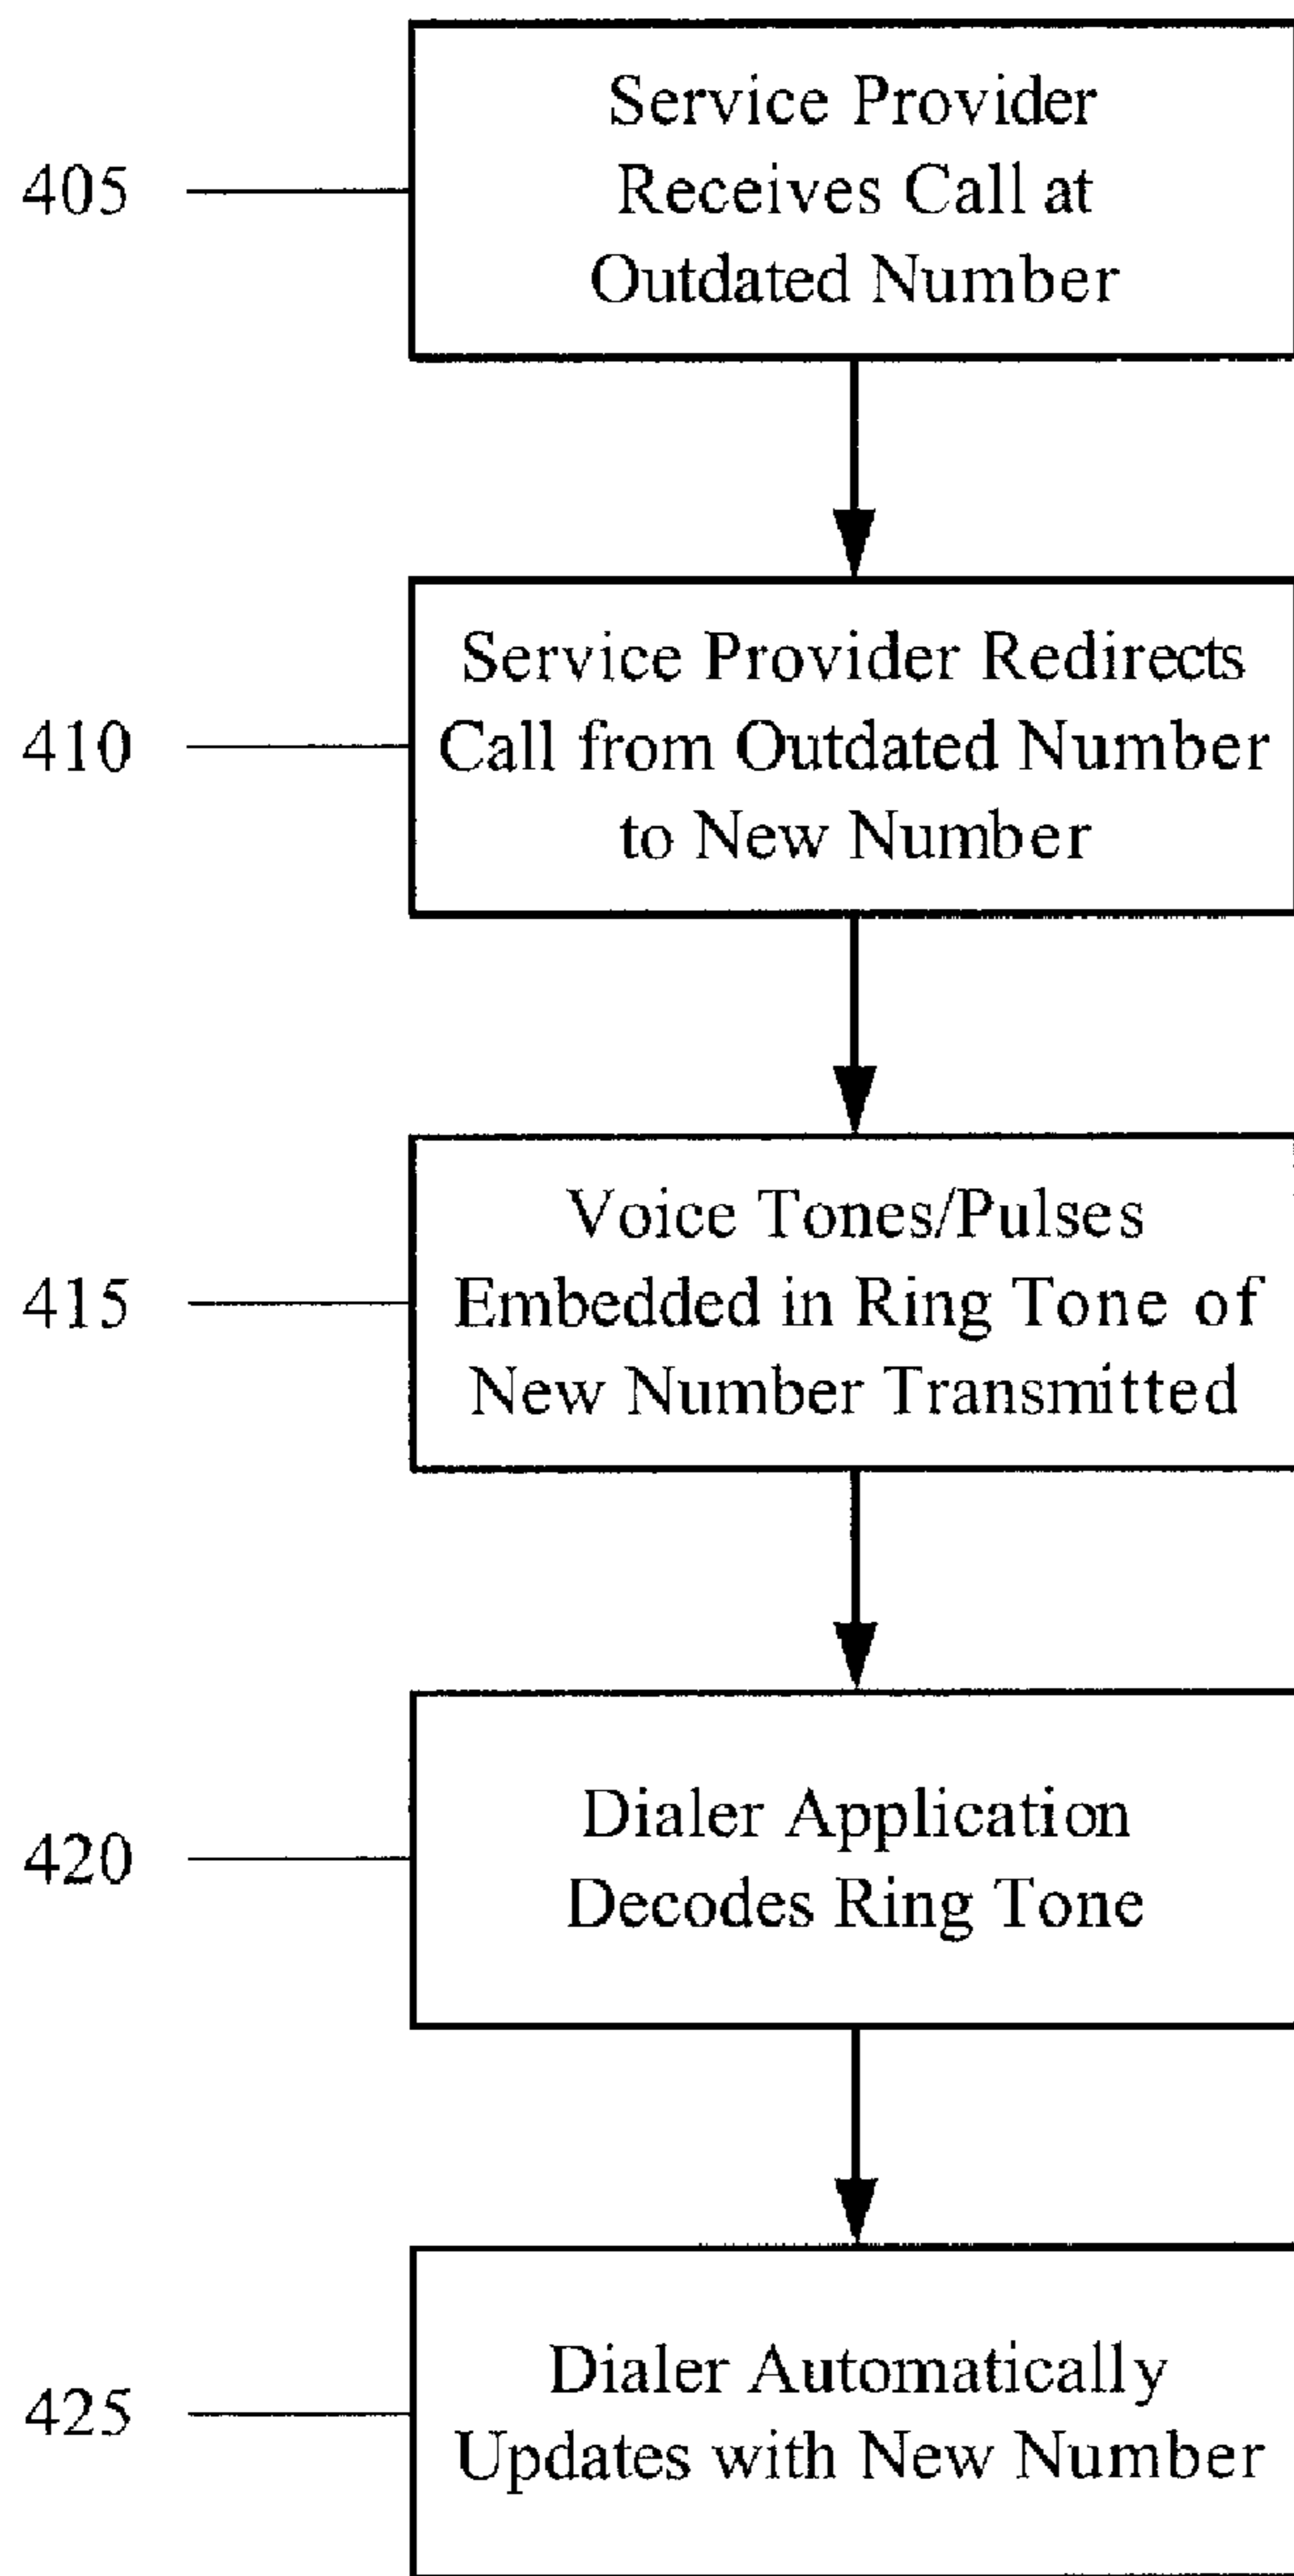 405
Service Provider
Receives Call at
Outdated Number
410
Service Provider Redirects
Call from Outdated Number
to New Number
415
Voice Tones/Pulses
Embedded in Ring Tone of
New Number Transmitted
420
Dialer Application
Decodes Ring Tone
425
Dialer Automatically
Updates with New Number